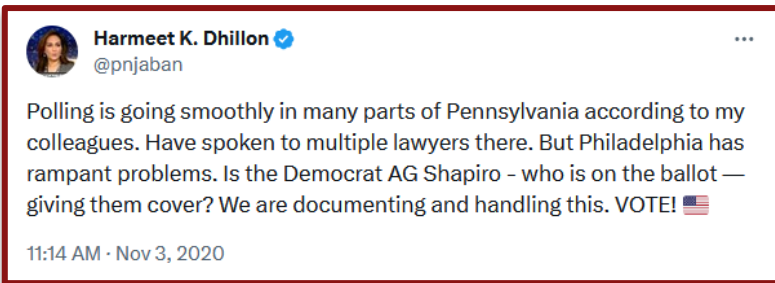 Harmeet K. Dhillon
@pnjaban
Polling is going smoothly in many parts of Pennsylvania according to my
colleagues. Have spoken to multiple lawyers there. But Philadelphia has
rampant problems. Is the Democrat AG Shapiro - who is on the ballot —
giving them cover? We are documenting and handling this. VOTE! 🇺🇸
11:14 AM · Nov 3, 2020